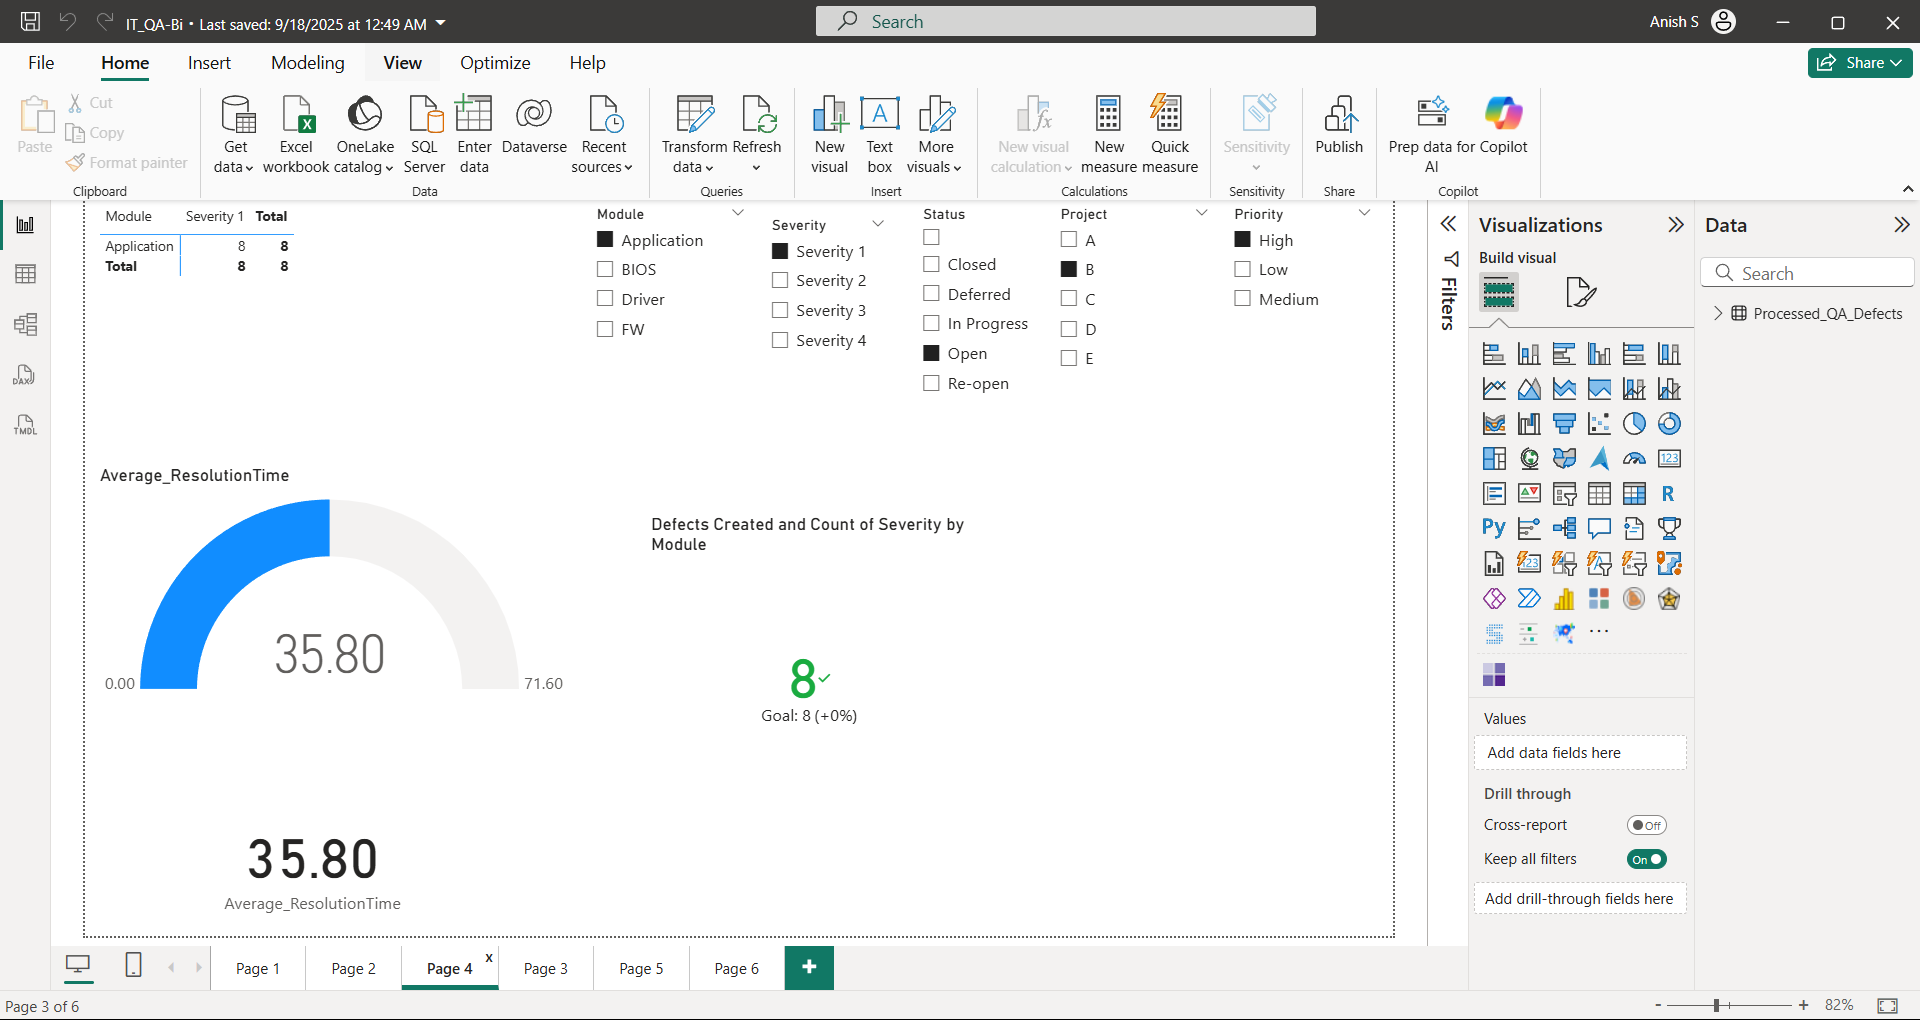 IT_QA-Bi • Last saved: 9/18/2025 at 12:49 AM
Search
Anish S
File
Home
Insert
Modeling
View
Optimize
Help
Share
Paste
Cut
Copy
Format painter
Clipboard
Get data
Excel workbook
OneLake catalog
SQL Server
Enter data
Dataverse
Recent sources
Data
Transform data
Refresh
Queries
New visual
Text box
More visuals
Insert
New visual calculation
New measure
Quick measure
Calculations
Sensitivity
Sensitivity
Publish
Share
Prep data for AI
Copilot
Copilot
Module Severity 1 Total
Application 8 8
Total 8 8
Module
Application
BIOS
Driver
FW
Severity
Severity 1
Severity 2
Severity 3
Severity 4
Status
Closed
Deferred
In Progress
Open
Re-open
Project
A
B
C
D
E
Priority
High
Low
Medium
Average_ResolutionTime
35.80
0.00
71.60
Defects Created and Count of Severity by
Module
8
Goal: 8 (+0%)
35.80
Average_ResolutionTime
Filters
Visualizations
Build visual
123
R
Py
123
Values
Add data fields here
Drill through
Cross-report
Off
Keep all filters
On
Add drill-through fields here
Data
Search
Processed_QA_Defects
DAX
TMDL
Page 1
Page 2
Page 4
x
Page 3
Page 5
Page 6
+
Page 3 of 6
- + 82%